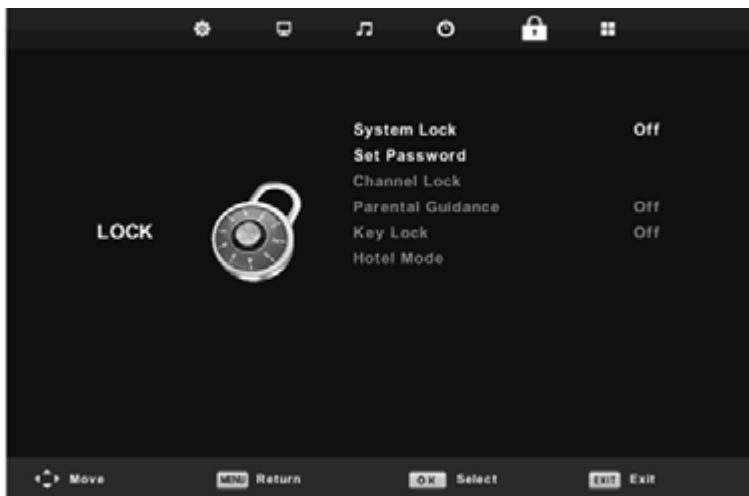 System Lock Off
Set Password
Channel Lock
Parental Guidance Off
LOCK
Key Lock Off
Hotel Mode
Move MENU Return OK Select EXIT Exit